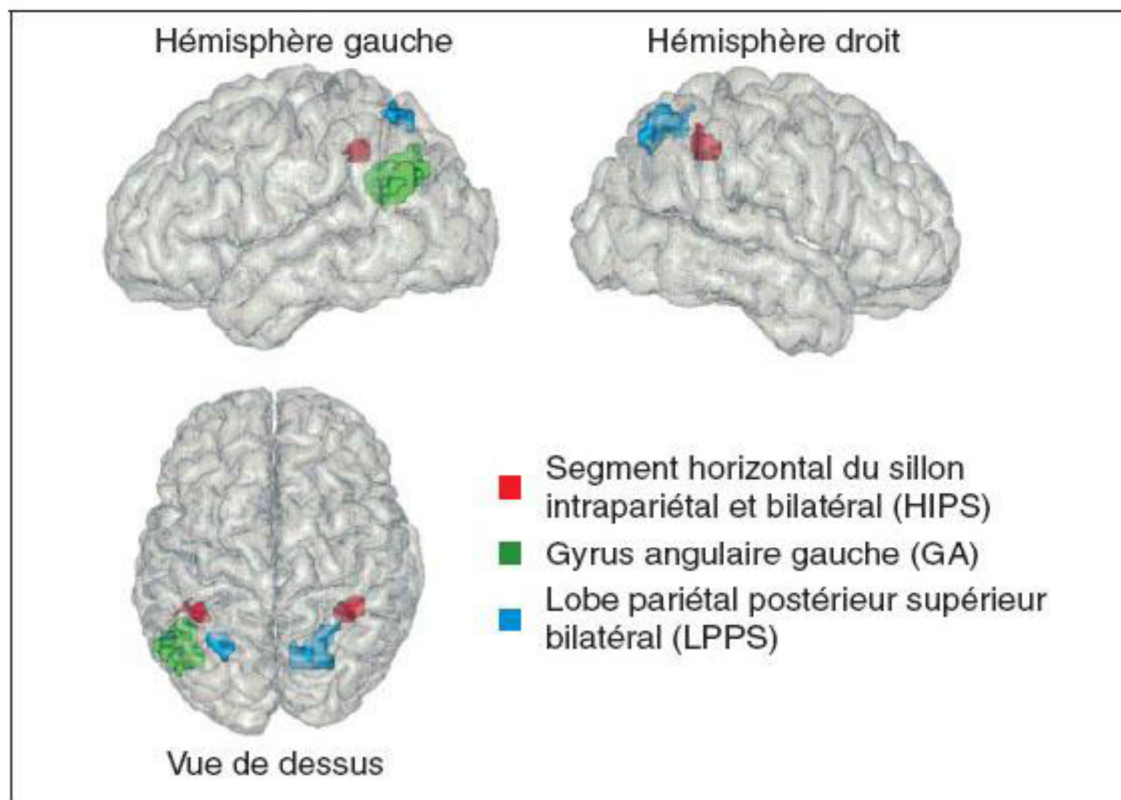 Hémisphère gauche
Hémisphère droit
Vue de dessus
Segment horizontal du sillon
intrapariétal et bilatéral (HIPS)
Gyrus angulaire gauche (GA)
Lobe pariétal postérieur supérieur
bilatéral (LPPS)